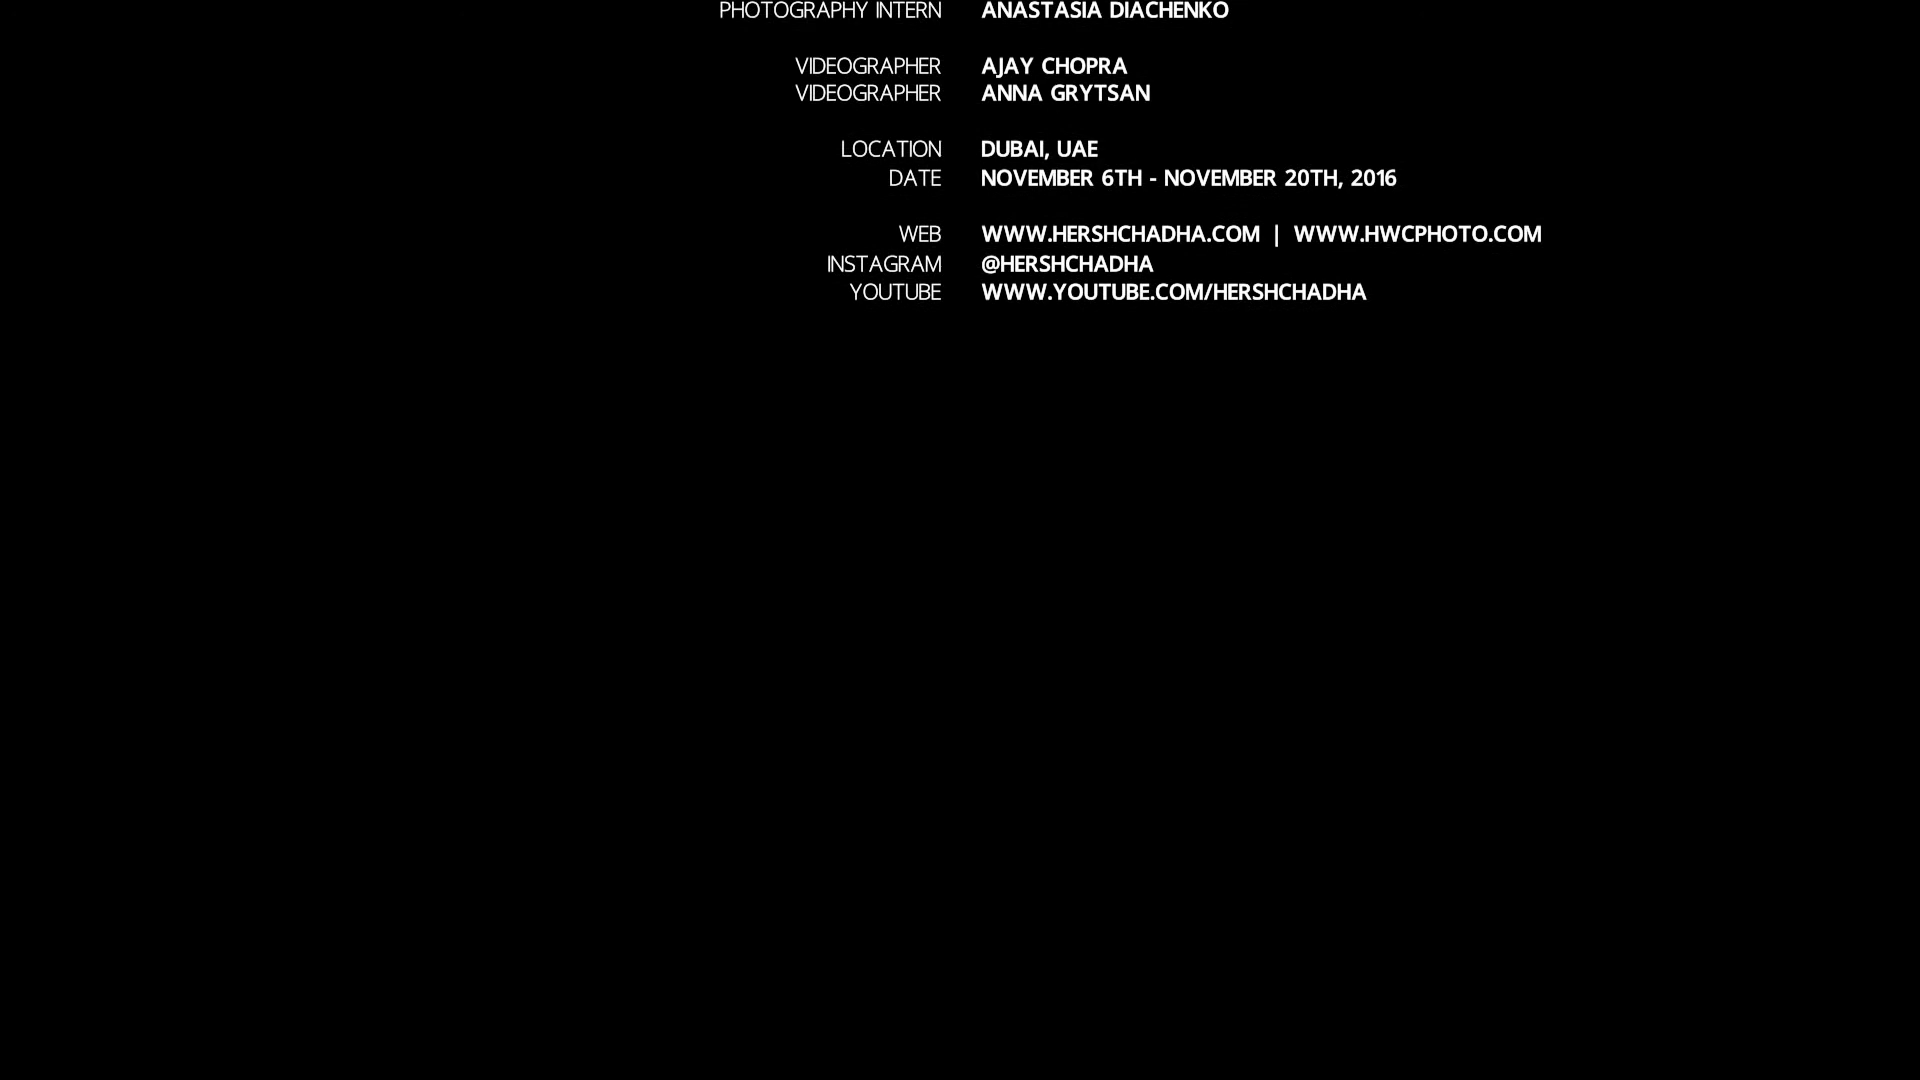 PHOTOGRAPHY INTERN ANASTASIA DIACHENKO
VIDEOGRAPHER AJAY CHOPRA
VIDEOGRAPHER ANNA GRYTSAN
LOCATION DUBAI, UAE
DATE NOVEMBER 6TH - NOVEMBER 20TH, 2016
WEB WWW.HERSHCHADHA.COM | WWW.HWCPHOTO.COM
INSTAGRAM @HERSHCHADHA
YOUTUBE WWW.YOUTUBE.COM/HERSHCHADHA